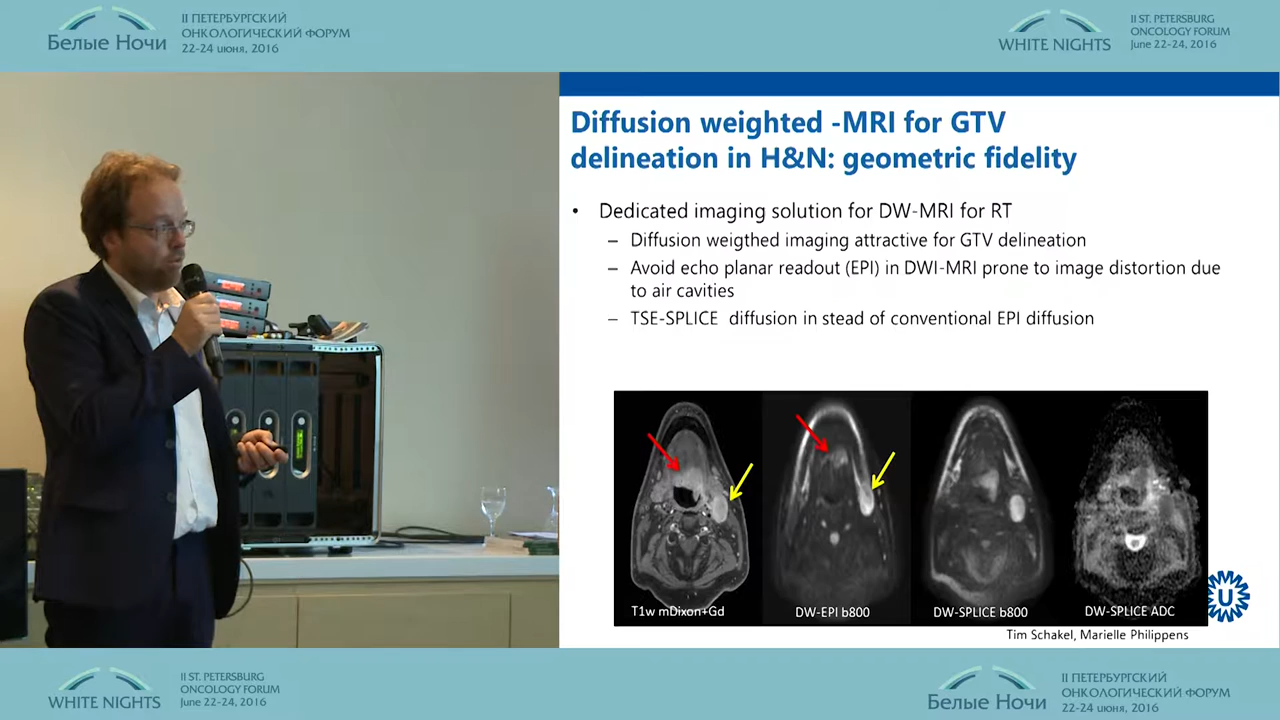 Белые Ночи
II ПЕТЕРБУРГСКИЙ
ОНКОЛОГИЧЕСКИЙ ФОРУМ
22-24 июня, 2016
WHITE NIGHTS
II ST. PETERSBURG
ONCOLOGY FORUM
June 22-24, 2016
Diffusion weighted -MRI for GTV
delineation in H&N: geometric fidelity
• Dedicated imaging solution for DW-MRI for RT
– Diffusion weigthed imaging attractive for GTV delineation
– Avoid echo planar readout (EPI) in DWI-MRI prone to image distortion due
to air cavities
– TSE-SPLICE diffusion in stead of conventional EPI diffusion
T1w mDixon+Gd
DW-EPI b800
DW-SPLICE b800
DW-SPLICE ADC
U
Tim Schakel, Marielle Philippens
WHITE NIGHTS
II ST. PETERSBURG
ONCOLOGY FORUM
June 22-24, 2016
Белые Ночи
II ПЕТЕРБУРГСКИЙ
ОНКОЛОГИЧЕСКИЙ ФОРУМ
22-24 июня, 2016